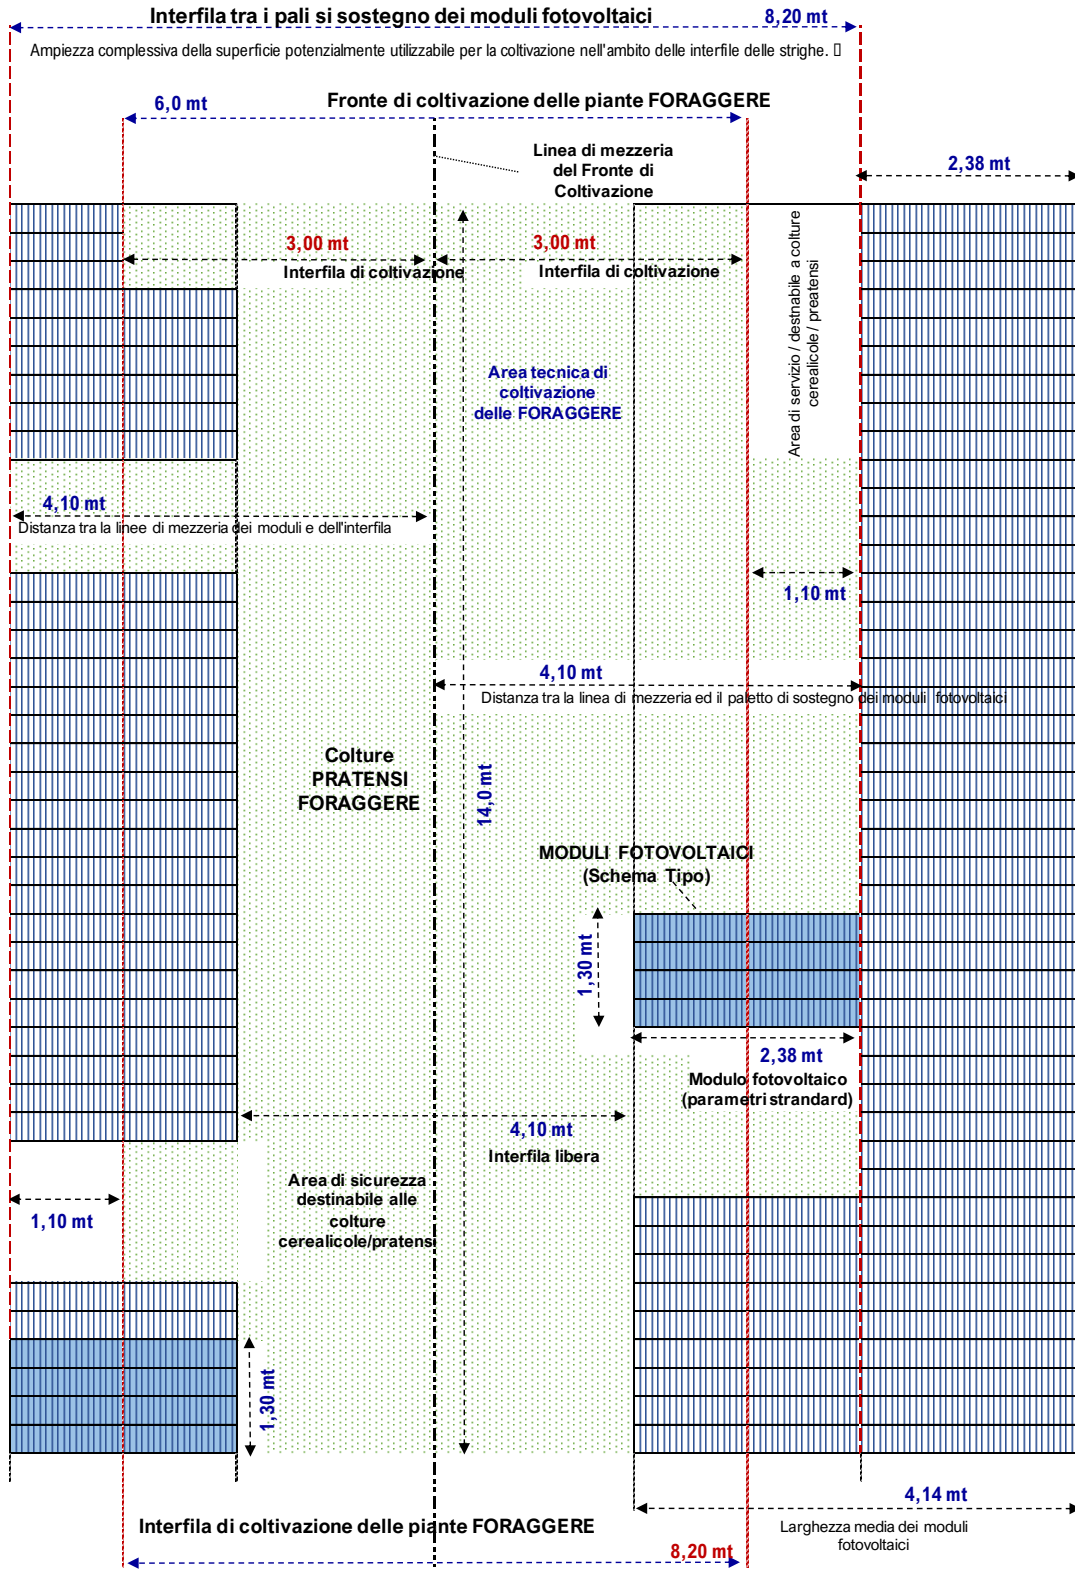 Interfila tra i pali si sostegno dei moduli fotovoltaici
8,20 mt
Ampiezza complessiva della superficie potenzialmente utilizzabile per la coltivazione nell'ambito delle interfile delle strighe. 
6,0 mt
Fronte di coltivazione delle piante FORAGGERE
Linea di mezzeria
del Fronte di
Coltivazione
2,38 mt
3,00 mt
Interfila di coltivazione
3,00 mt
Interfila di coltivazione
Area di servizio / destnabile a colture
cerealicole / preatensi
Area tecnica di
coltivazione
delle FORAGGERE
4,10 mt
Distanza tra la linee di mezzeria dei moduli e dell'interfila
1,10 mt
4,10 mt
Distanza tra la linea di mezzeria ed il paletto di sostegno dei moduli fotovoltaici
Colture
PRATENSI
FORAGGERE
14,0 mt
MODULI FOTOVOLTAICI
(Schema Tipo)
1,30 mt
2,38 mt
Modulo fotovoltaico
(parametri strandard)
4,10 mt
Interfila libera
Area di sicurezza
destinabile alle
colture
cerealicole/pratens
1,10 mt
1,30 mt
4,14 mt
Larghezza media dei moduli
fotovoltaici
Interfila di coltivazione delle piante FORAGGERE
8,20 mt